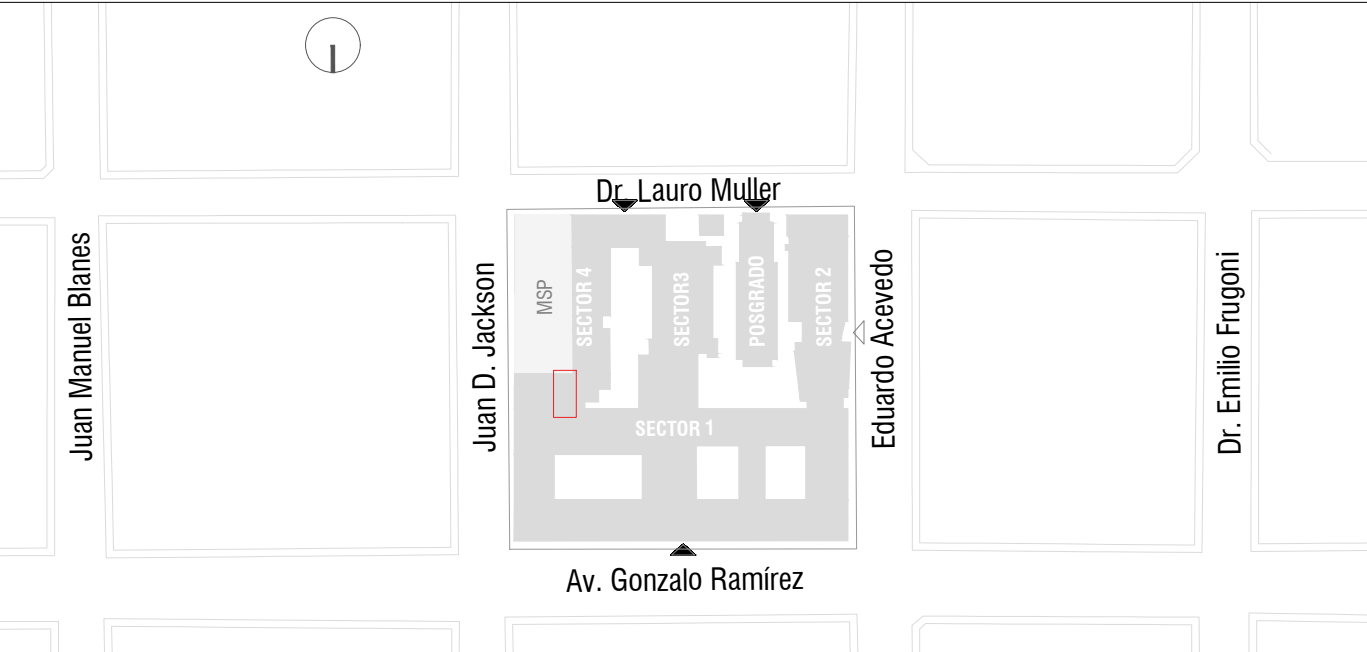 Dr. Lauro Muller
Juan Manuel Blanes
Juan D. Jackson
MSP
SECTOR 4
SECTOR3
POSGRADO
SECTOR 2
Eduardo Acevedo
Dr. Emilio Frugoni
SECTOR 1
Av. Gonzalo Ramírez